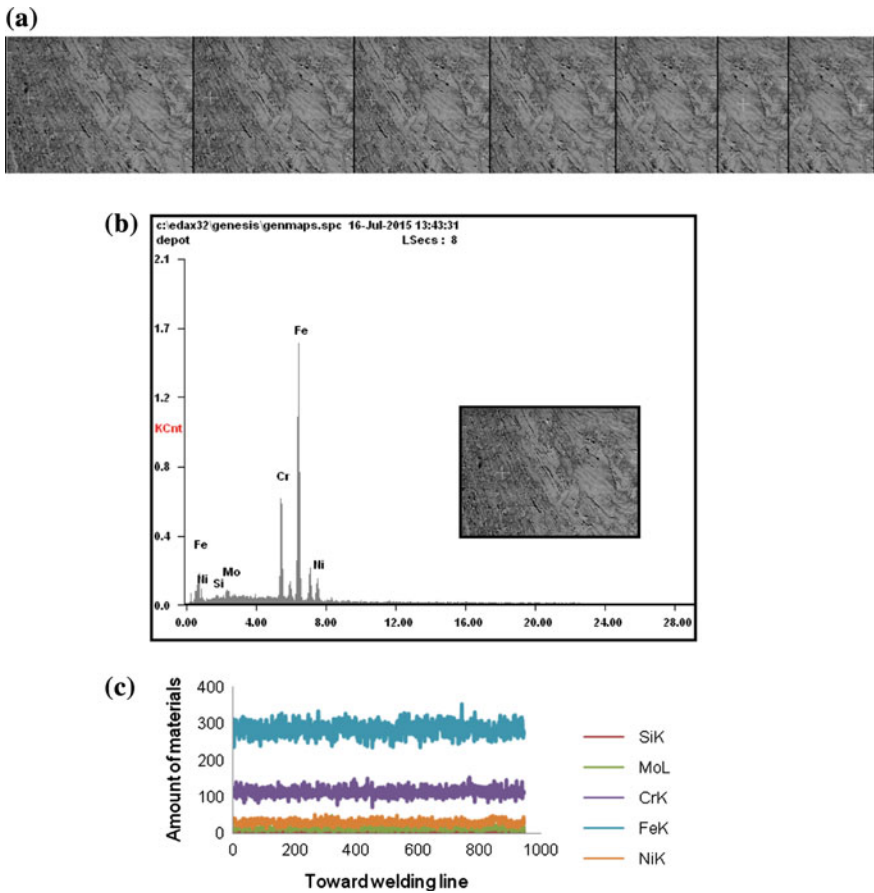 (a)
(b)
c:\edax32\genesis\genmaps.spc 16-Jul-2015 13:43:31
depot LSecs : 8
2.1
1.7
1.2
KCnt
0.8
0.4
0.0
Fe
Cr
Fe
Ni
Si
Mo
Ni
0.00 4.00 8.00 12.00 16.00 20.00 24.00 28.00
(c)
Amount of materials
400
300
200
100
0
0 200 400 600 800 1000
Toward welding line
SiK
MoL
CrK
FeK
NiK